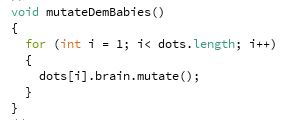 void mutateDemBabies()
{
for (int i = 1; i< dots.length; i++)
{
dots[i].brain.mutate();
}
}